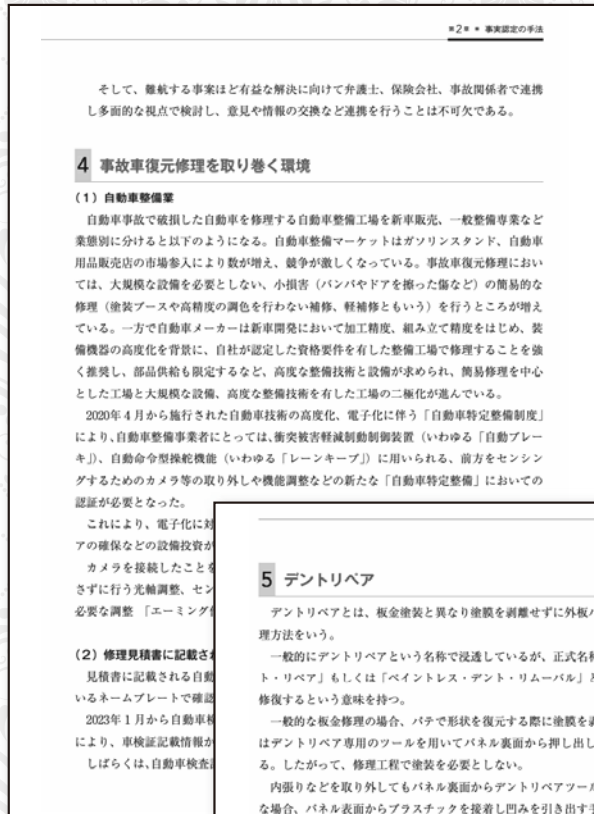 第2章 ● 事実認定の手法
そして、難航する事案ほど有益な解決に向けて弁護士、保険会社、事故関係者で連携
し多面的な視点で検討し、意見や情報の交換など連携を行うことは不可欠である。
4 事故車復元修理を取り巻く環境
(1) 自動車整備業
自動車事故で破損した自動車を修理する自動車整備工場を新車販売、一般整備専業など
業態別に分けると以下のようになる。自動車整備マーケットはガソリンスタンド、自動車
用品販売店の市場参入により数が増え、競争が激しくなっている。事故車復元修理におい
ては、大規模な設備を必要としない、小損害（バンパやドアを擦った傷など）の簡易的な
修理（塗装ブースや高精度の調色を行わない補修、軽補修ともいう）を行うところが増え
ている。一方で自動車メーカーは新車開発において加工精度、組み立て精度をはじめ、装
備機器の高度化を背景に、自社が認定した資格要件を有した整備工場で修理することを強
く推奨し、部品供給も限定するなど、高度な整備技術と設備が求められ、簡易修理を中心
とした工場と大規模な設備、高度な整備技術を有した工場の二極化が進んでいる。
2020年4月から施行された自動車技術の高度化、電子化に伴う「自動車特定整備制度」
により、自動車整備事業者にとっては、衝突被害軽減制動制御装置（いわゆる「自動ブレー
キ」）、自動命令型操舵機能（いわゆる「レーンキープ」）に用いられる、前方をセンシン
グするためのカメラ等の取り外しや機能調整などの新たな「自動車特定整備」においての
認証が必要となった。
これにより、電子化に対
アの確保などの設備投資が
カメラを接続したことを
さずに行う光軸調整、セン
必要な調整 「エーミング
(2) 修理見積書に記載され
見積書に記載される自動
いるネームプレートで確認
2023年1月から自動車検
により、車検証記載情報が
しばらくは、自動車検査
5 デントリペア
デントリペアとは、板金塗装と異なり塗膜を剥離せずに外板パ
理方法をいう。
一般的にデントリペアという名称で浸透しているが、正式名称
ト・リペア」もしくは「ペイントレス・デント・リムーバル」と
修復するという意味を持つ。
一般的な板金修理の場合、パテで形状を復元する際に塗膜を剥
はデントリペア専用のツールを用いてパネル裏面から押し出し
る。したがって、修理工程で塗装を必要としない。
内張りなどを取り外してもパネル裏面からデントリペアツール
な場合、パネル表面からプラスチックを接着し凹みを引き出す手